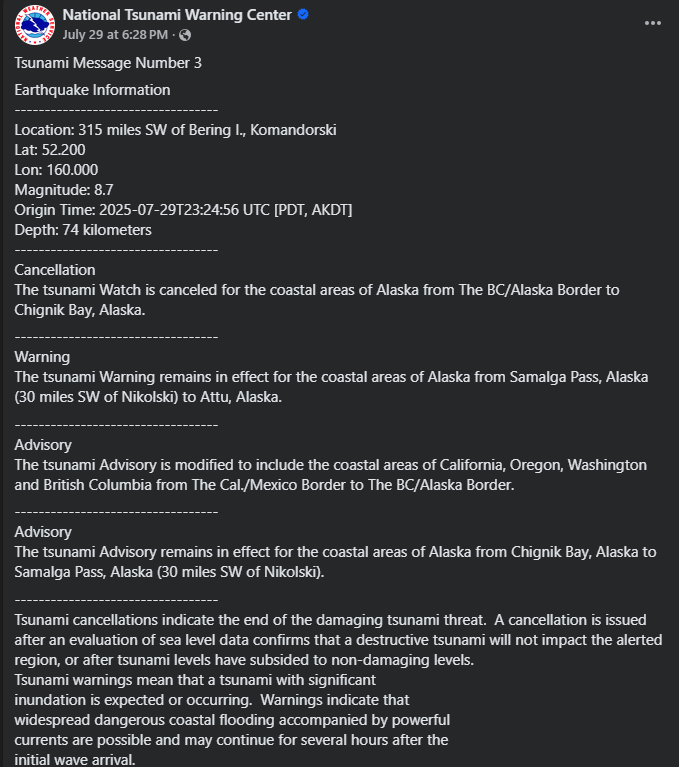 National Tsunami Warning Center
July 29 at 6:28 PM ·
Tsunami Message Number 3
Earthquake Information
----------------------------------
Location: 315 miles SW of Bering I., Komandorski
Lat: 52.200
Lon: 160.000
Magnitude: 8.7
Origin Time: 2025-07-29T23:24:56 UTC [PDT, AKDT]
Depth: 74 kilometers
----------------------------------
Cancellation
The tsunami Watch is canceled for the coastal areas of Alaska from The BC/Alaska Border to
Chignik Bay, Alaska.
----------------------------------
Warning
The tsunami Warning remains in effect for the coastal areas of Alaska from Samalga Pass, Alaska
(30 miles SW of Nikolski) to Attu, Alaska.
----------------------------------
Advisory
The tsunami Advisory is modified to include the coastal areas of California, Oregon, Washington
and British Columbia from The Cal./Mexico Border to The BC/Alaska Border.
----------------------------------
Advisory
The tsunami Advisory remains in effect for the coastal areas of Alaska from Chignik Bay, Alaska to
Samalga Pass, Alaska (30 miles SW of Nikolski).
----------------------------------
Tsunami cancellations indicate the end of the damaging tsunami threat.  A cancellation is issued
after an evaluation of sea level data confirms that a destructive tsunami will not impact the alerted
region, or after tsunami levels have subsided to non-damaging levels.
Tsunami warnings mean that a tsunami with significant
inundation is expected or occurring.  Warnings indicate that
widespread dangerous coastal flooding accompanied by powerful
currents are possible and may continue for several hours after the
initial wave arrival.